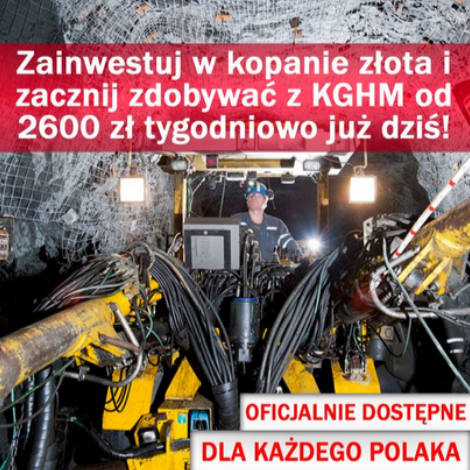 Zainwestuj w kopanie złota i
zacznij zdobywać z KGHM od
2600 zł tygodniowo już dziś!
OFICJALNIE DOSTĘPNE
DLA KAŻDEGO POLAKA